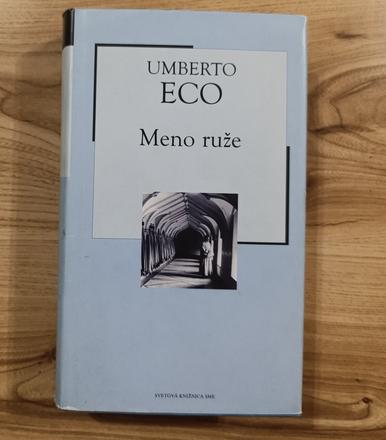 UMBERTO
ECO
Meno ruže
SVETOVÁ KNIŽNICA SME